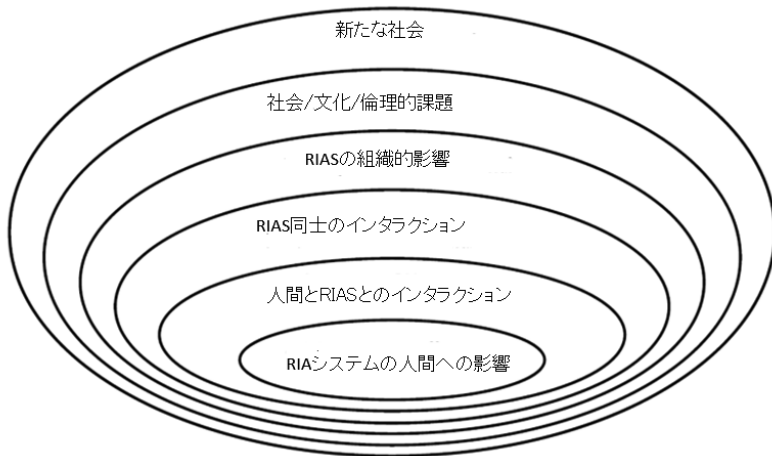 新たな社会
社会/文化/倫理的課題
RIASの組織的影響
RIAS同士のインタラクション
人間とRIASとのインタラクション
RIAシステムの人間への影響